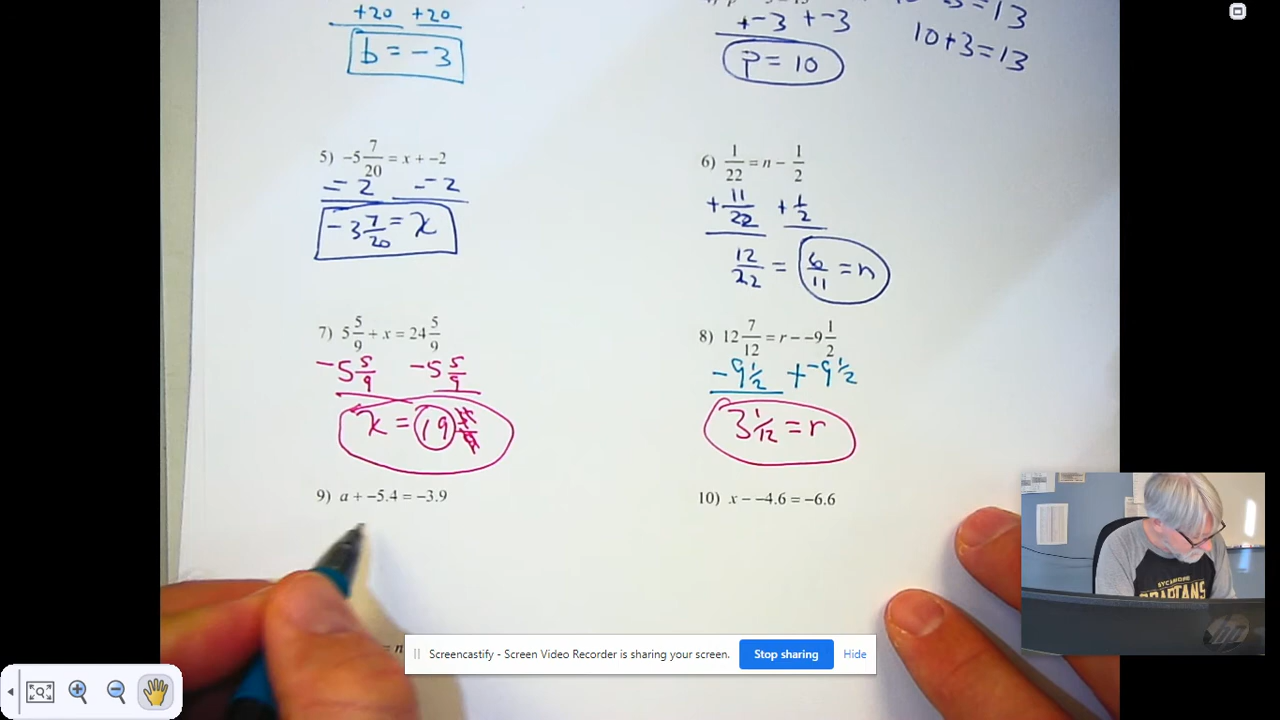 +20 +20
b = -3
+-3 +-3
p = 10
= 13
10+3=13
5) –5 7/20 = x + –2
= 2 -- 2
-3 7/20 = x
6) 1/22 = n – 1/2
+ 11/22 + 1/2
12/22 = 6/11 = n
7) 5 5/9 + x = 24 5/9
-5 5/9 -5 5/9
x = 19
8) 12 7/12 = r – –9 1/2
-9 1/2 + -9 1/2
3 1/12 = r
9) a + –5.4 = –3.9
10) x – –4.6 = –6.6
= n
SYCAMORE
SPARTANS
hp
Screencastify - Screen Video Recorder is sharing your screen. Stop sharing Hide